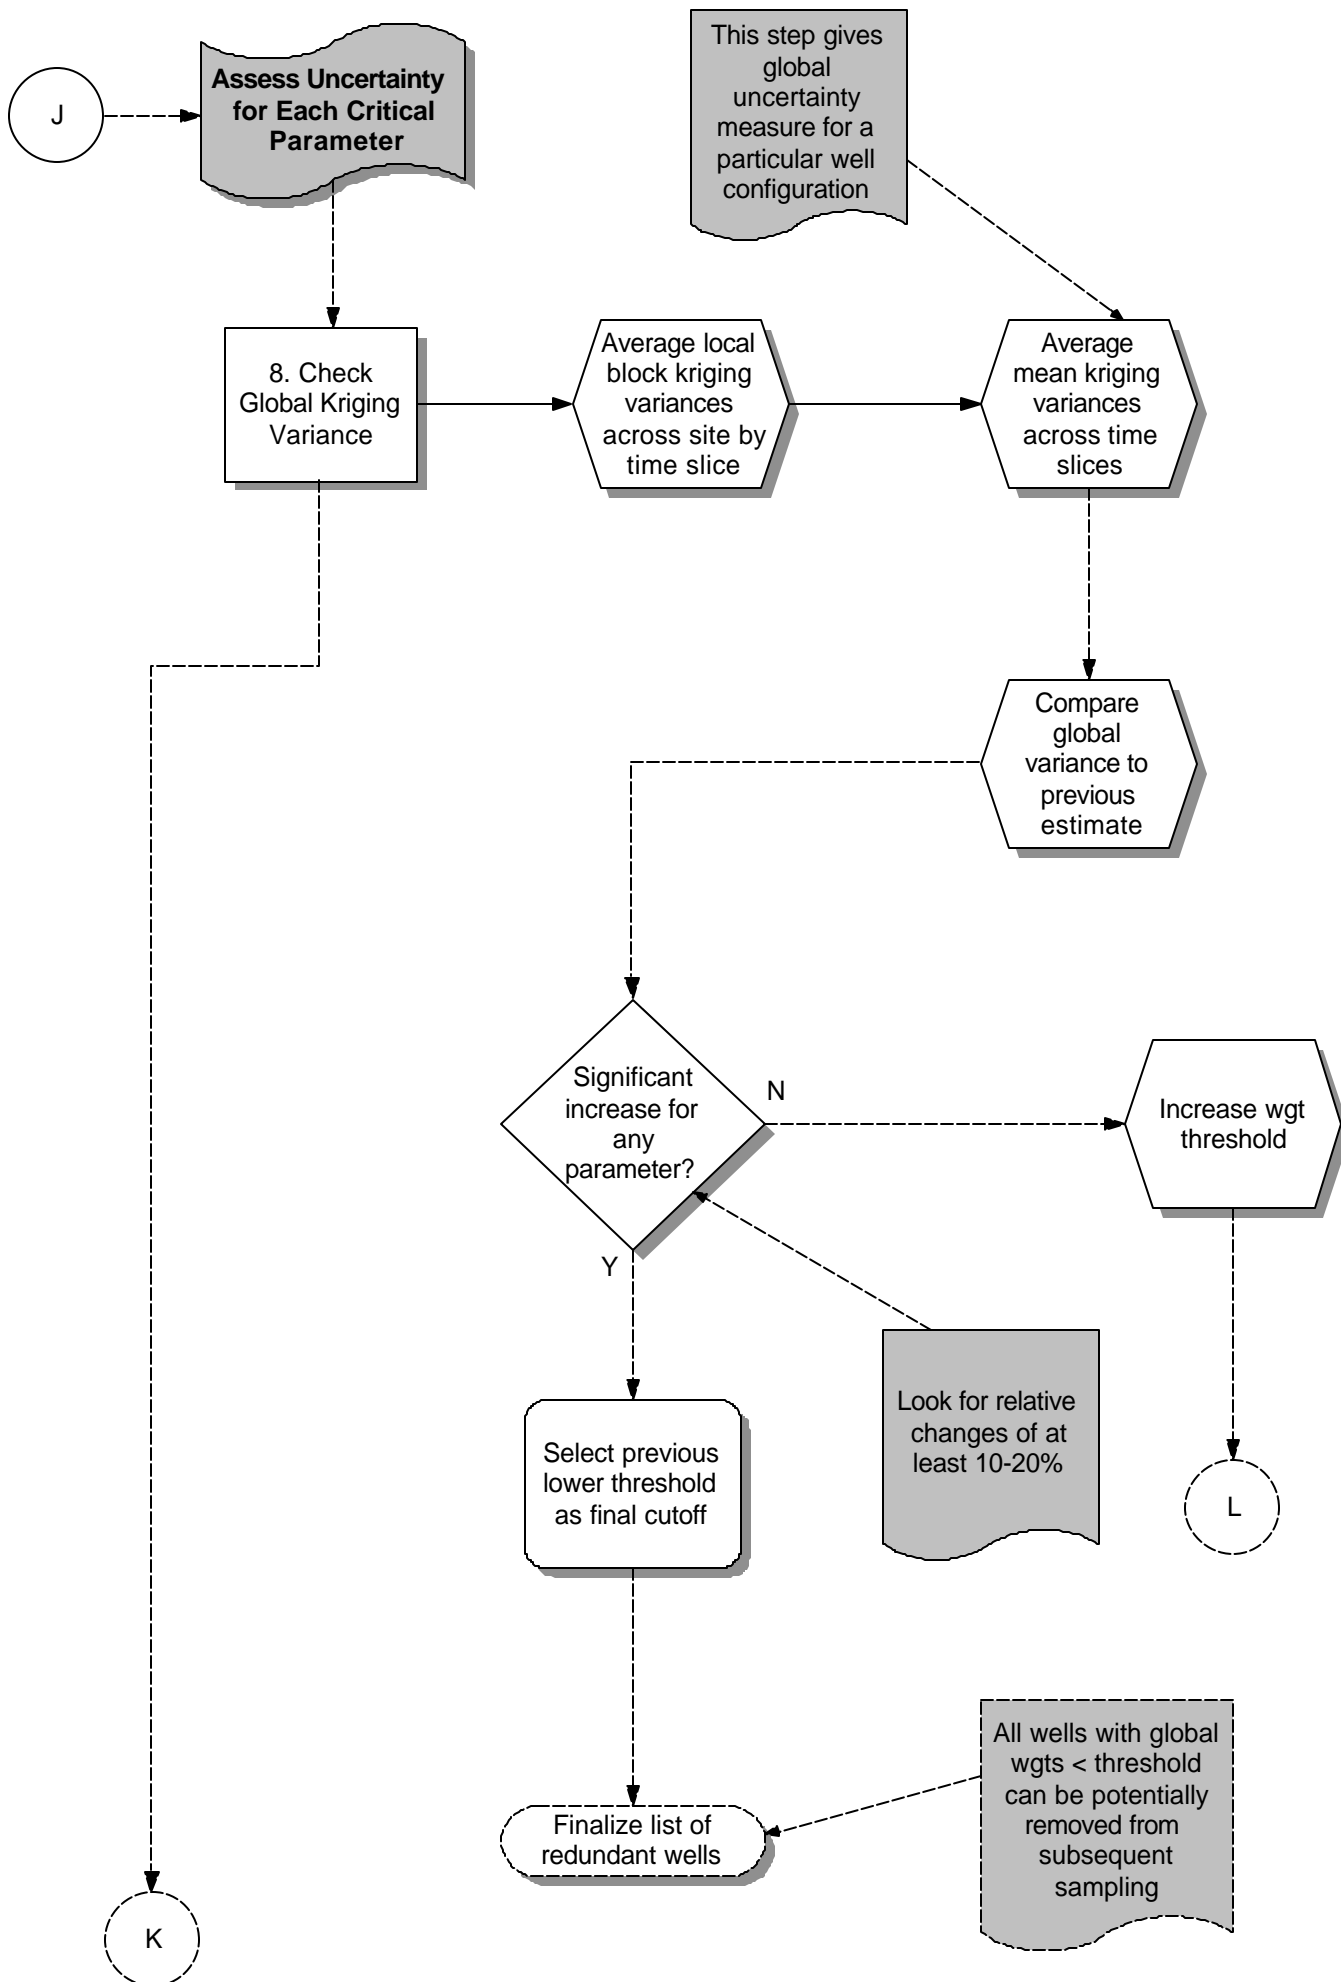 J
Assess Uncertainty
for Each Critical
Parameter
This step gives
global
uncertainty
measure for a
particular well
configuration
8. Check
Global Kriging
Variance
Average local
block kriging
variances
across site by
time slice
Average
mean kriging
variances
across time
slices
Compare
global
variance to
previous
estimate
Significant
increase for
any
parameter?
N
Increase wgt
threshold
Y
Look for relative
changes of at
least 10-20%
Select previous
lower threshold
as final cutoff
L
All wells with global
wgts < threshold
can be potentially
removed from
subsequent
sampling
Finalize list of
redundant wells
K